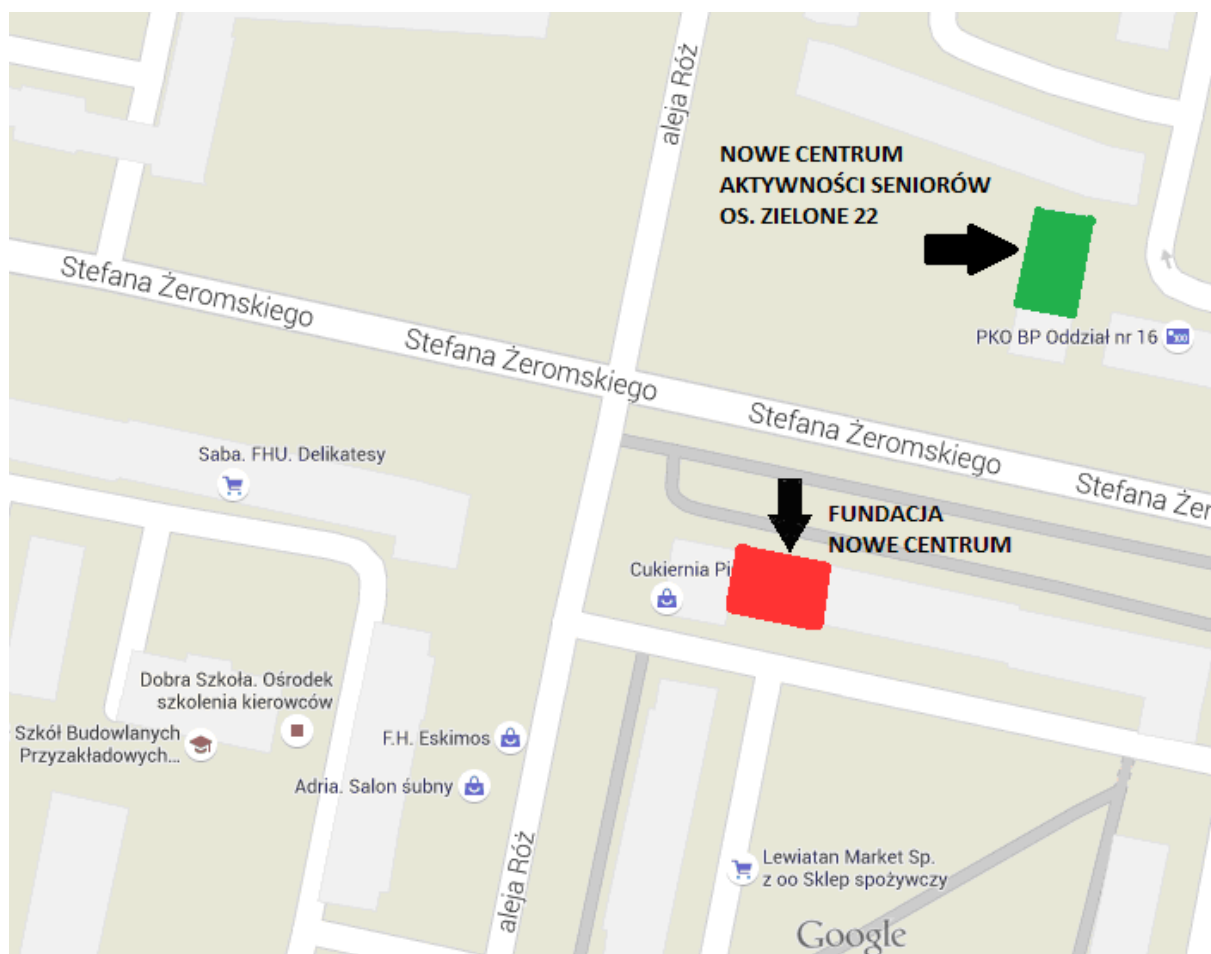 aleja Róż
NOWE CENTRUM
AKTYWNOŚCI SENIORÓW
OS. ZIELONE 22
Stefana Żeromskiego
Stefana Żeromskiego
PKO BP Oddział nr 16
Stefana Żeromskiego
Stefana Żer
Saba. FHU. Delikatesy
FUNDACJA
NOWE CENTRUM
Cukiernia Pi
Dobra Szkoła. Ośrodek
szkolenia kierowców
Szkół Budowlanych
Przyzakładowych...
F.H. Eskimos
Adria. Salon śubny
aleja Róż
Lewiatan Market Sp.
z oo Sklep spożywczy
Google